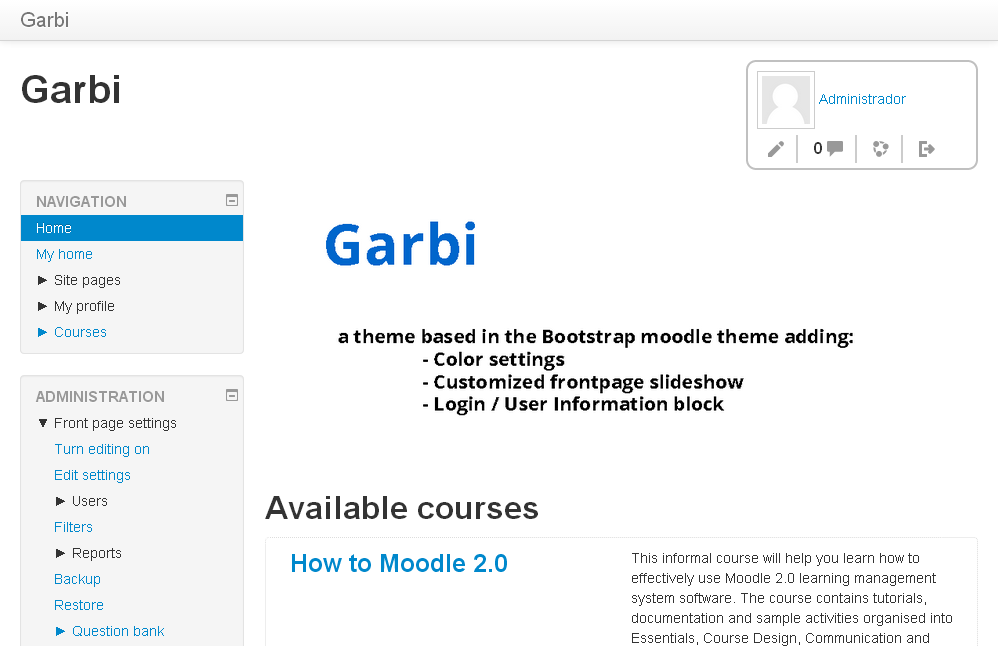 Garbi
Garbi
Administrador
0
NAVIGATION
Home
My home
Site pages
My profile
Courses
ADMINISTRATION
Front page settings
Turn editing on
Edit settings
Users
Filters
Reports
Backup
Restore
Question bank
Garbi
a theme based in the Bootstrap moodle theme adding:
- Color settings
- Customized frontpage slideshow
- Login / User Information block
Available courses
How to Moodle 2.0
This informal course will help you learn how to
effectively use Moodle 2.0 learning management
system software. The course contains tutorials,
documentation and sample activities organised into
Essentials, Course Design, Communication and